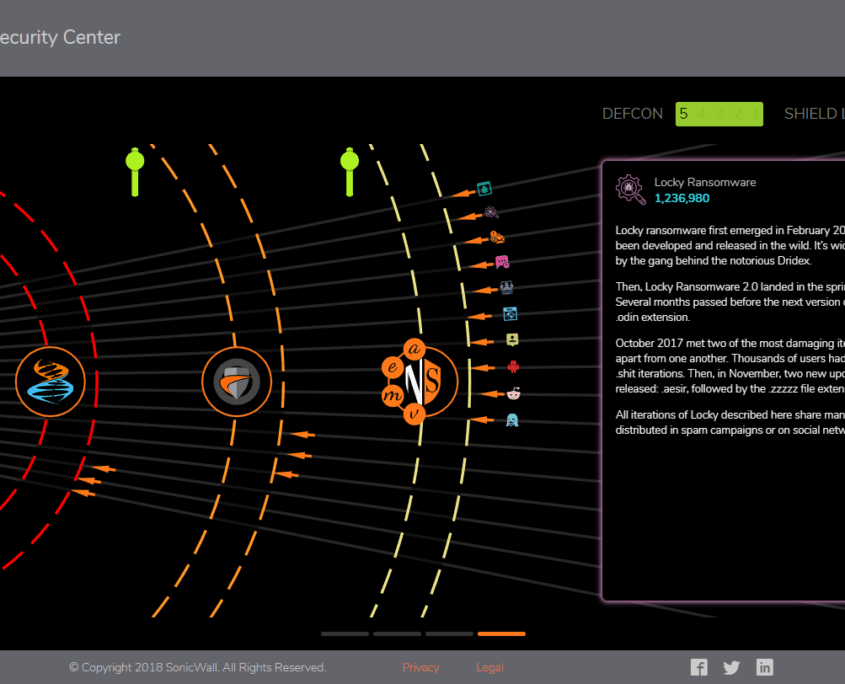 ecurity Center
DEFCON 5 4 3 2 1 SHIELD L
Locky Ransomware
1,236,980
Locky ransomware first emerged in February 20
been developed and released in the wild. It's wid
by the gang behind the notorious Dridex.
Then, Locky Ransomware 2.0 landed in the sprin
Several months passed before the next version
.odin extension.
October 2017 met two of the most damaging ite
apart from one another. Thousands of users had
.shit iterations. Then, in November, two new upd
released: .aesir, followed by the .zzzzz file exten
All iterations of Locky described here share man
distributed in spam campaigns or on social netw
a
e
N S
m
v
© Copyright 2018 SonicWall. All Rights Reserved. Privacy Legal